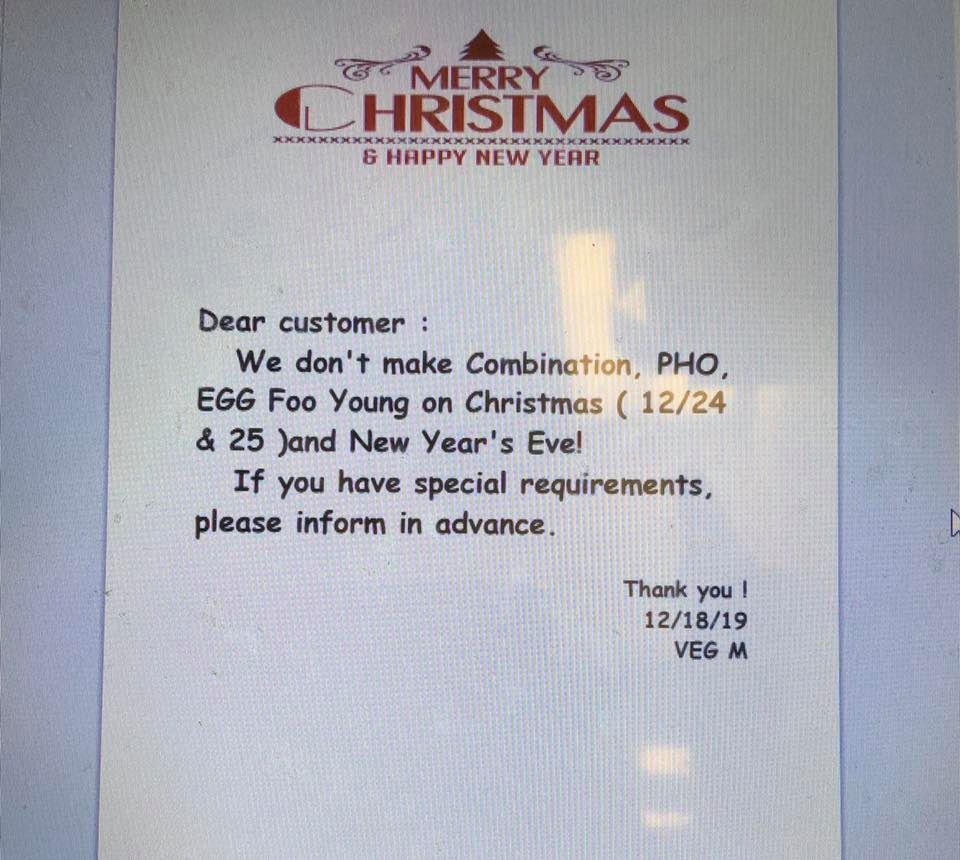 MERRY
CHRISTMAS
& HAPPY NEW YEAR
Dear customer :
We don't make Combination, PHO,
EGG Foo Young on Christmas ( 12/24
& 25 )and New Year's Eve!
If you have special requirements,
please inform in advance.
Thank you !
12/18/19
VEG M